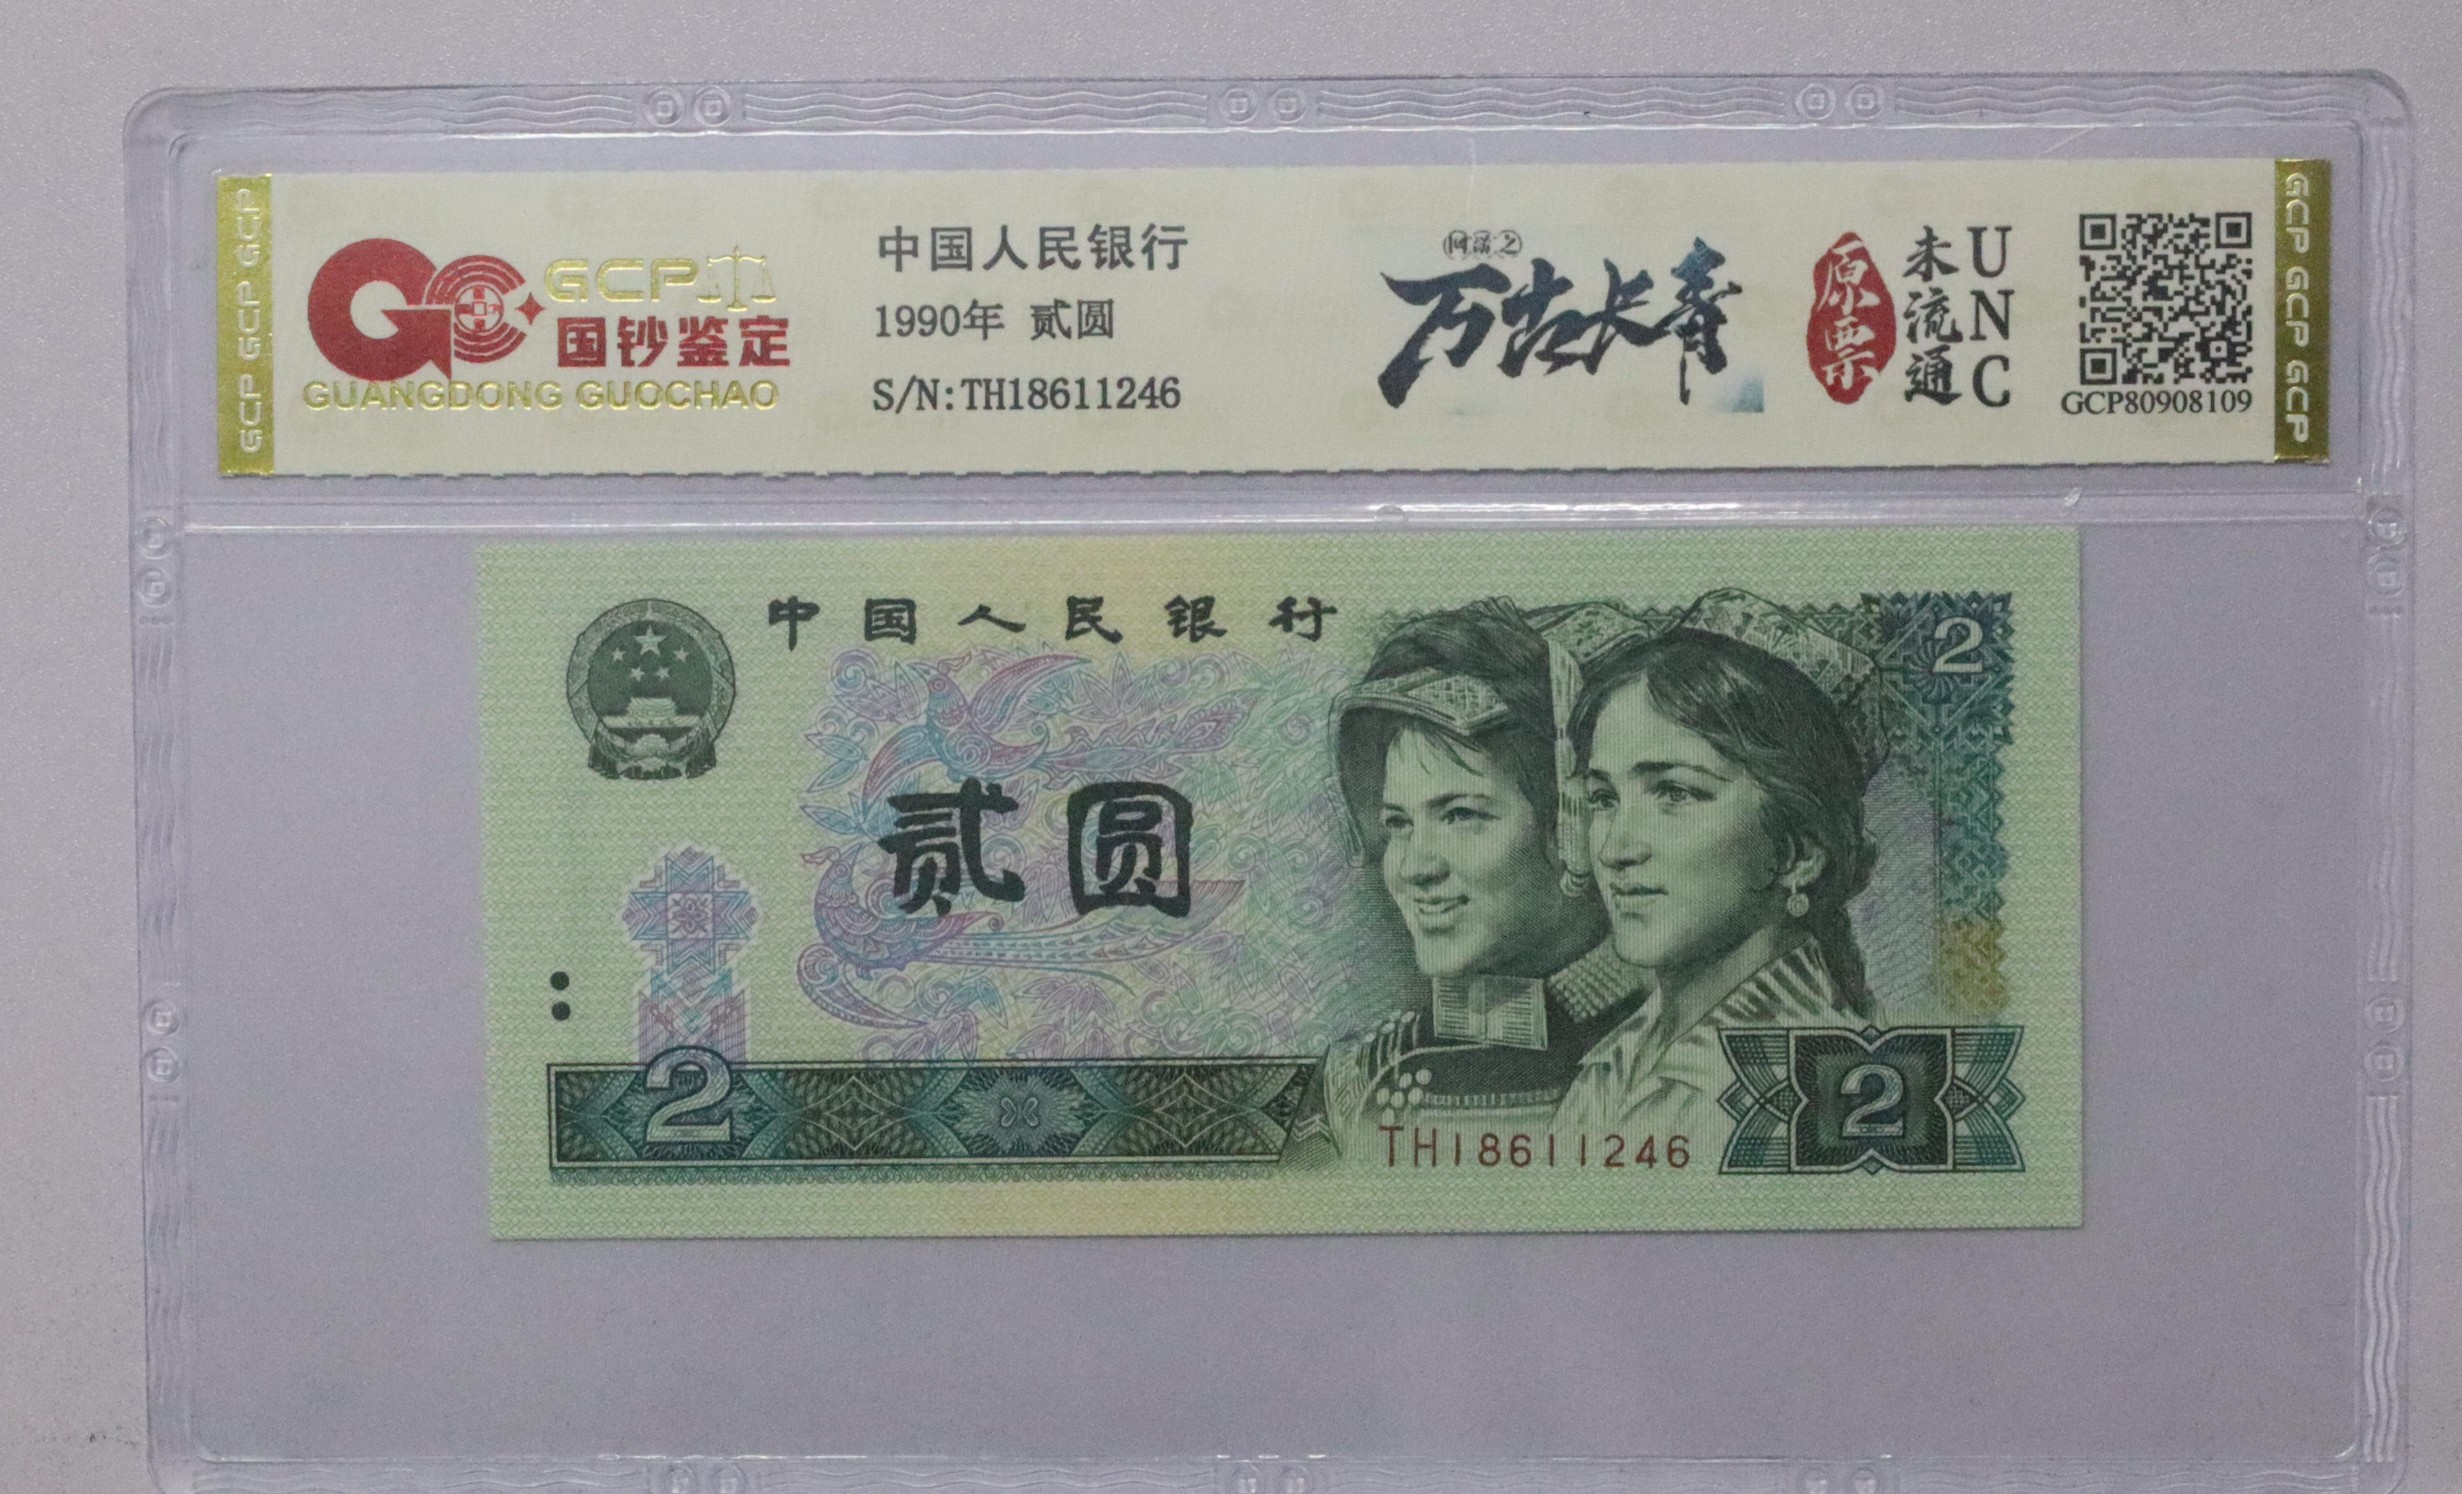 GCP GCP GCP
GCP
国钞鉴定
GUANGDONG GUOCHAO
中国人民银行
1990年 贰圆
S/N:TH18611246
万古长青
原票
未流通
UNC
GCP80908109
GCP GCP GCP
中国人民银行
2
贰圆
2
TH18611246
2